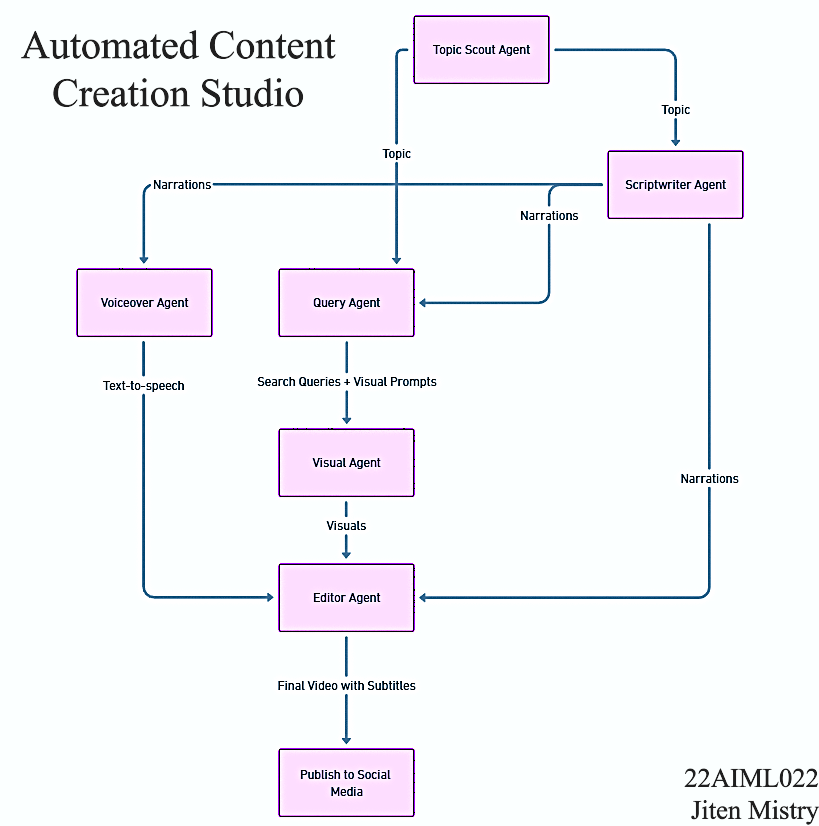 Automated Content
Creation Studio
Topic Scout Agent
Topic
Topic
Scriptwriter Agent
Narrations
Narrations
Voiceover Agent
Query Agent
Text-to-speech
Search Queries + Visual Prompts
Visual Agent
Narrations
Visuals
Editor Agent
Final Video with Subtitles
Publish to Social
Media
22AIML022
Jiten Mistry